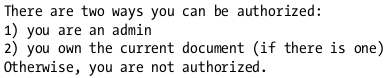 There are two ways you can be authorized:
1) you are an admin
2) you own the current document (if there is one)
Otherwise, you are not authorized.